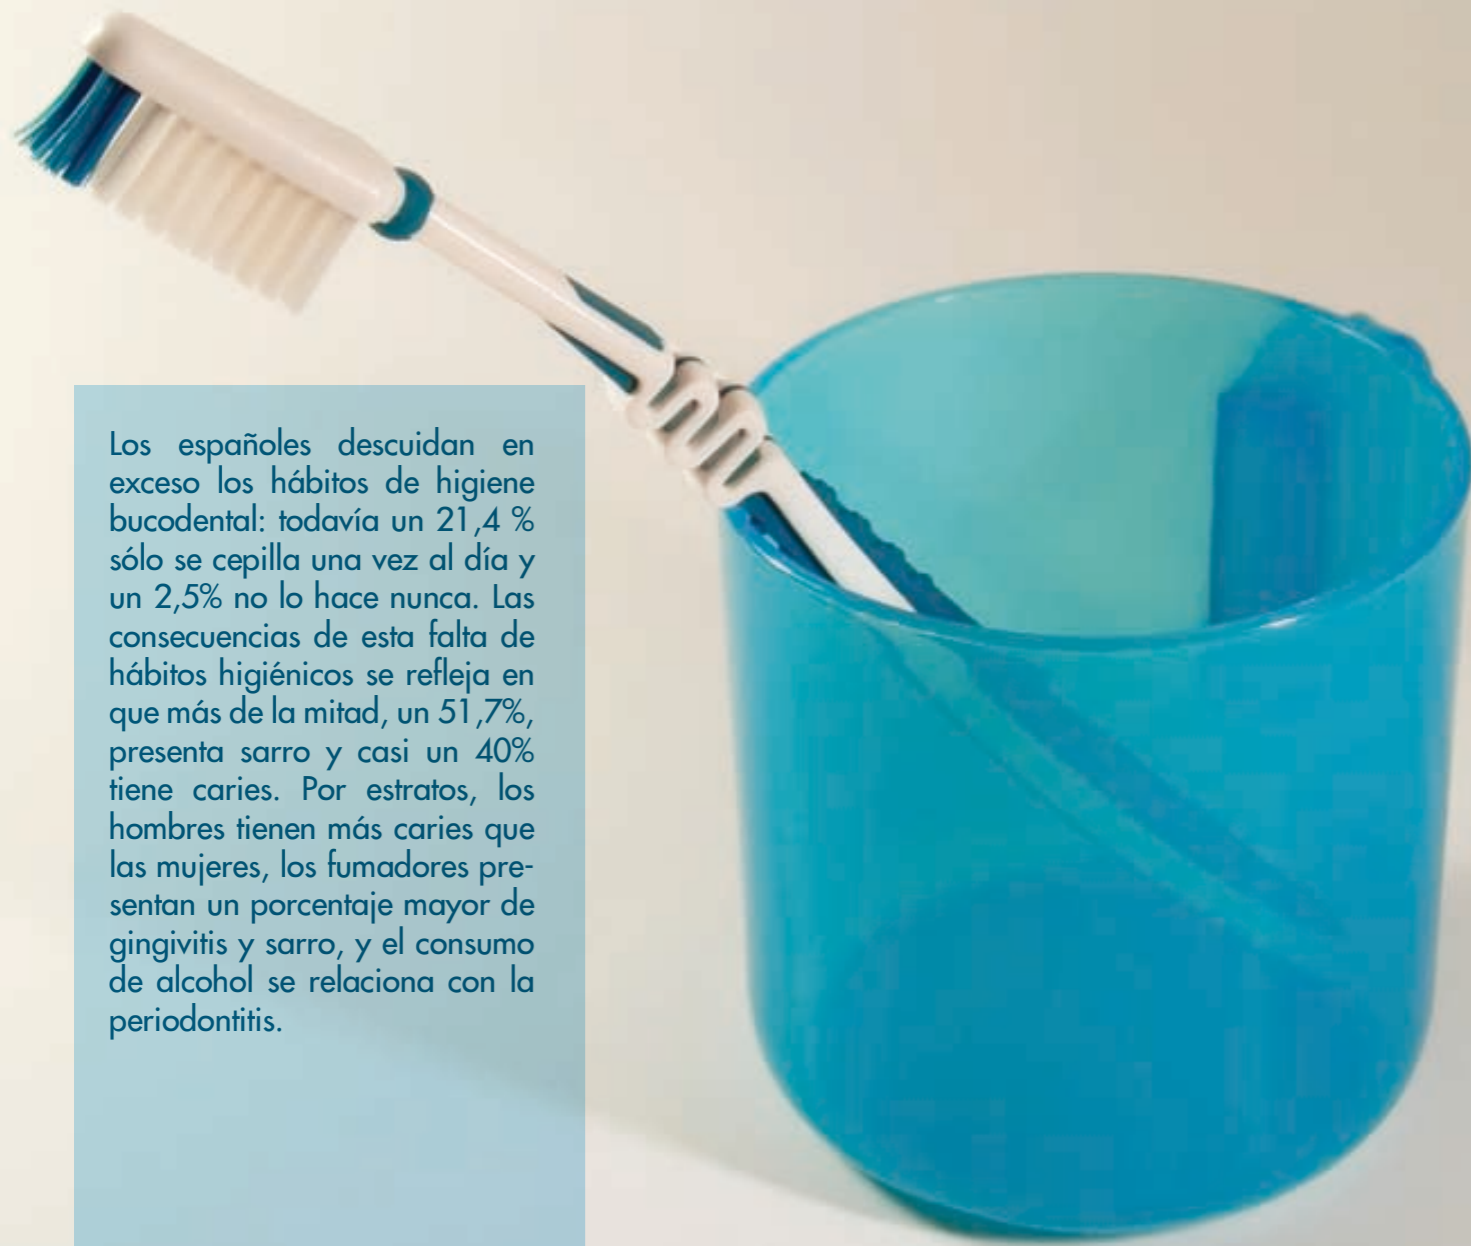 Los españoles descuidan en
exceso los hábitos de higiene
bucodental: todavía un 21,4 %
sólo se cepilla una vez al día y
un 2,5% no lo hace nunca. Las
consecuencias de esta falta de
hábitos higiénicos se refleja en
que más de la mitad, un 51,7%,
presenta sarro y casi un 40%
tiene caries. Por estratos, los
hombres tienen más caries que
las mujeres, los fumadores pre-
sentan un porcentaje mayor de
gingivitis y sarro, y el consumo
de alcohol se relaciona con la
periodontitis.